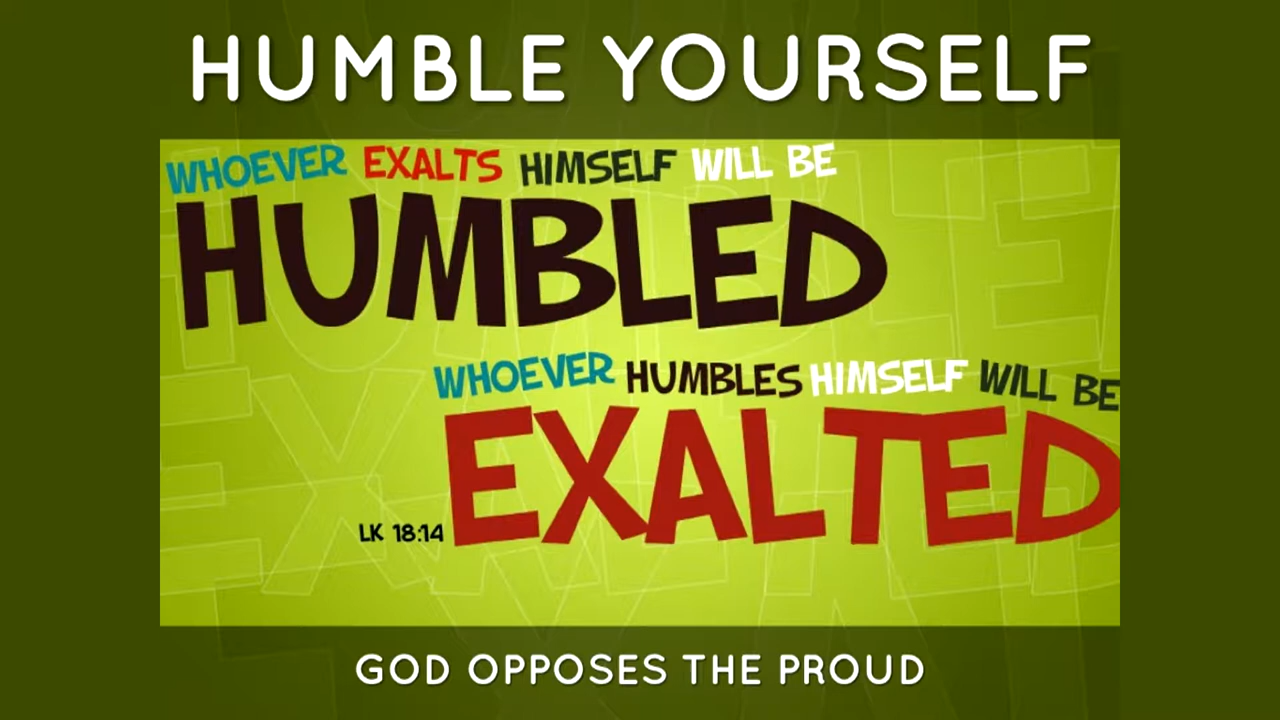 HUMBLE YOURSELF
WHOEVER EXALTS HIMSELF WILL BE
HUMBLED
WHOEVER HUMBLES HIMSELF WILL BE
EXALTED
LK 18:14
GOD OPPOSES THE PROUD